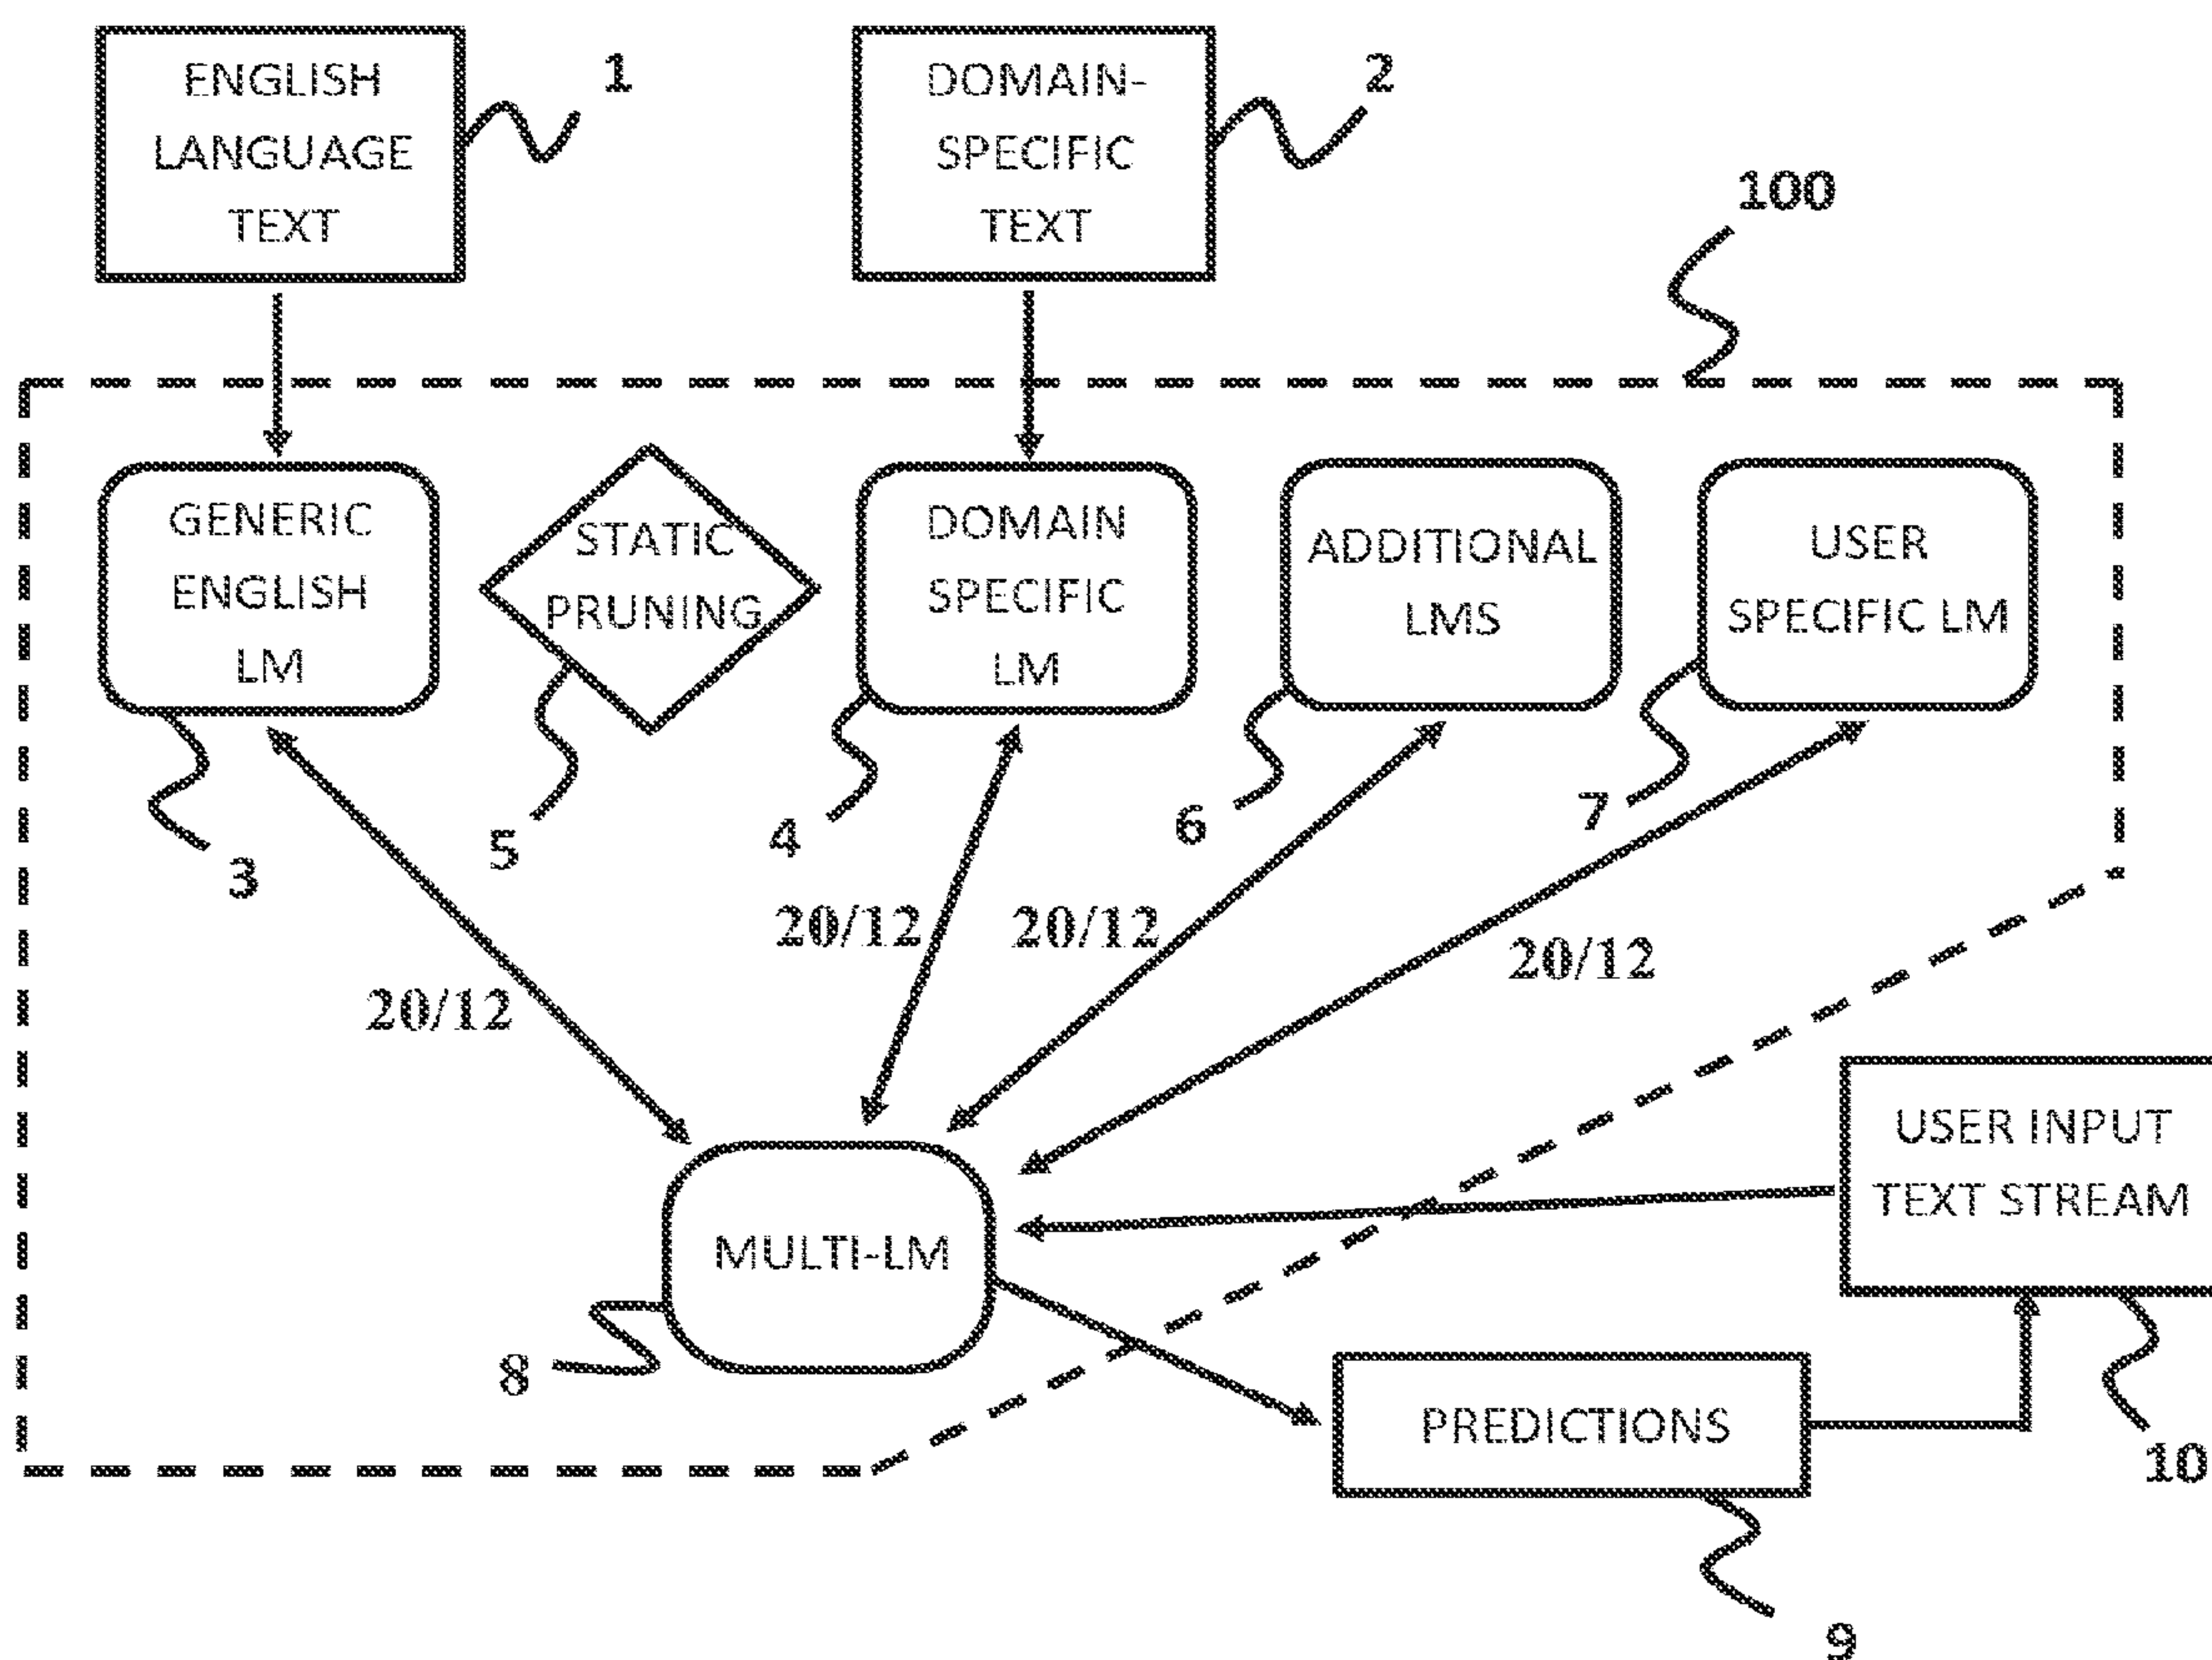 ENGLISH
LANGUAGE
TEXT
1
DOMAIN-
SPECIFIC
TEXT
2
100
GENERIC
ENGLISH
LM
STATIC
PRUNING
DOMAIN
SPECIFIC
LM
ADDITIONAL
LMS
USER
SPECIFIC LM
3
5
4
6
7
20/12
20/12
20/12
20/12
USER INPUT
TEXT STREAM
MULTI-LM
8
PREDICTIONS
10
9